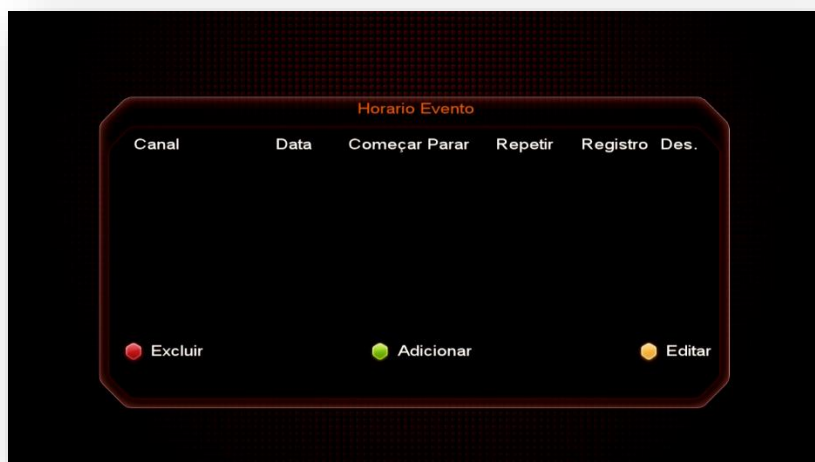 Horario Evento
Canal Data Começar Parar Repetir Registro Des.
Excluir Adicionar Editar